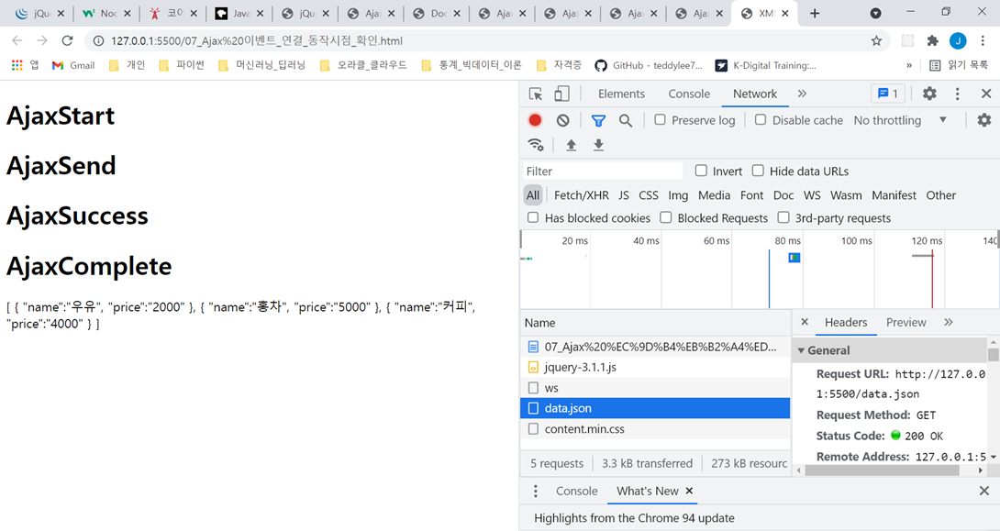 jQue
Noc
코이
Java
jQu
Ajax
Doc
Ajax
Ajax
Ajax
Ajax
XM
127.0.0.1:5500/07_Ajax%20이벤트_연결_동작시점_확인.html
J
앱 Gmail 개인 파이썬 머신러닝_딥러닝 오라클_클라우드 통계_빅데이터_이론 자격증 GitHub - teddylee7... K-Digital Training:... » 읽기 목록
AjaxStart
AjaxSend
AjaxSuccess
AjaxComplete
[ { "name":"우유", "price":"2000" }, { "name":"홍차", "price":"5000" }, { "name":"커피",
"price":"4000" } ]
Elements Console Network » 1
Preserve log Disable cache No throttling
Filter Invert Hide data URLs
All Fetch/XHR JS CSS Img Media Font Doc WS Wasm Manifest Other
Has blocked cookies Blocked Requests 3rd-party requests
20 ms 40 ms 60 ms 80 ms 100 ms 120 ms 140
Name
07_Ajax%20%EC%9D%B4%EB%B2%A4%ED...
jquery-3.1.1.js
ws
data.json
content.min.css
5 requests 3.3 kB transferred 273 kB resourc
Headers Preview »
General
Request URL: http://127.0.0
1:5500/data.json
Request Method: GET
Status Code: 200 OK
Remote Address: 127.0.0.1:5
Console What's New
Highlights from the Chrome 94 update